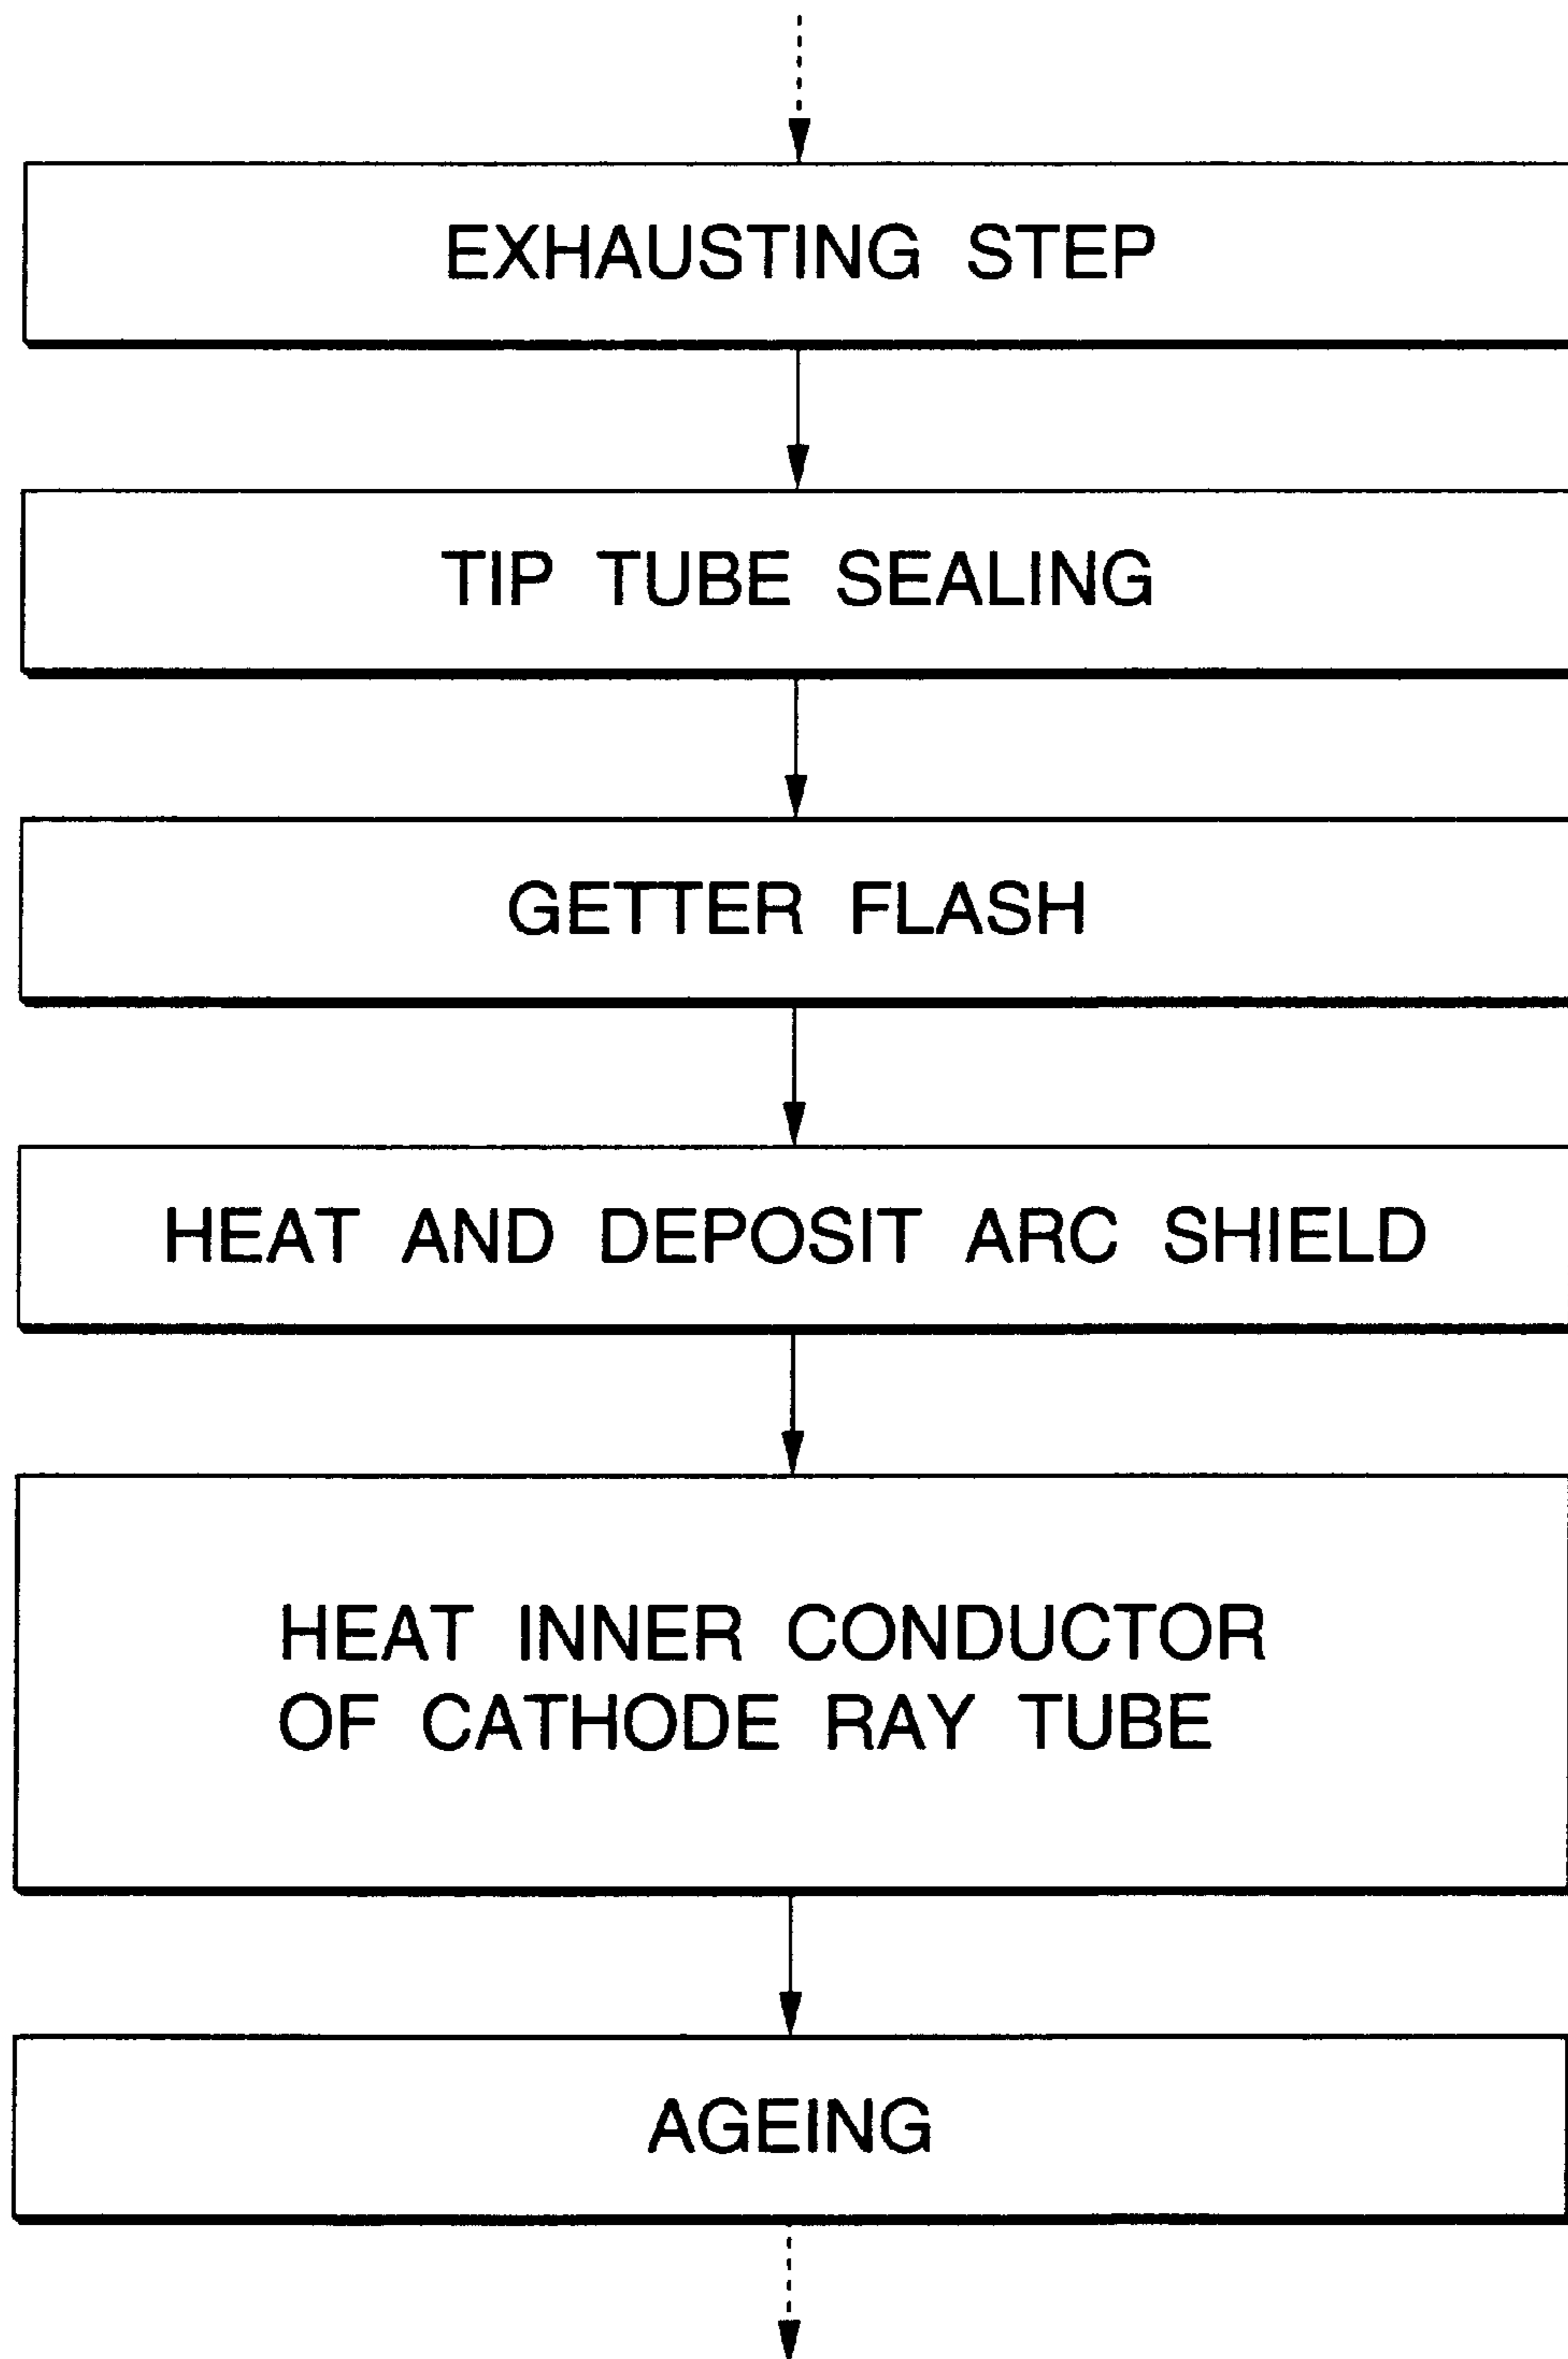 EXHAUSTING STEP
TIP TUBE SEALING
GETTER FLASH
HEAT AND DEPOSIT ARC SHIELD
HEAT INNER CONDUCTOR
OF CATHODE RAY TUBE
AGEING